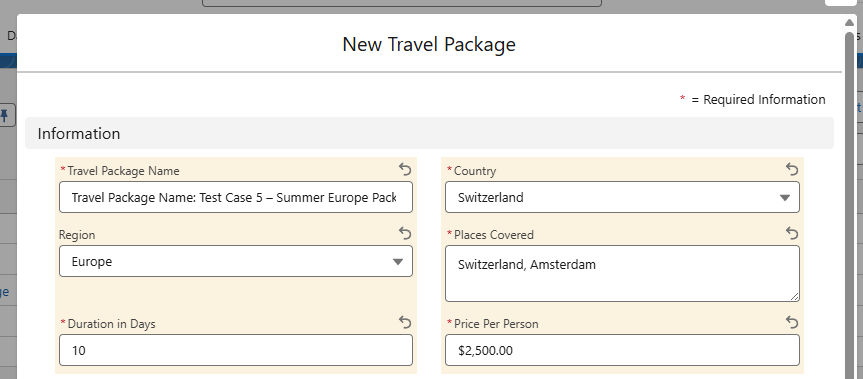 New Travel Package
* = Required Information
Information
* Travel Package Name
Travel Package Name: Test Case 5 – Summer Europe Pack
* Country
Switzerland
Region
Europe
* Places Covered
Switzerland, Amsterdam
* Duration in Days
10
* Price Per Person
$2,500.00